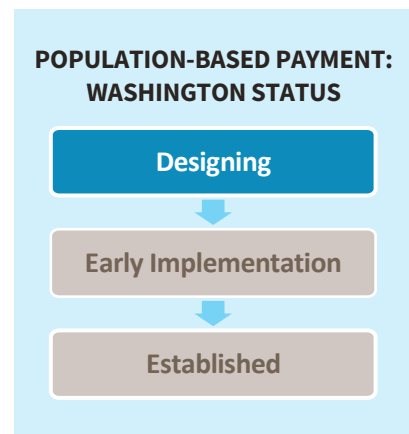 POPULATION-BASED PAYMENT:
WASHINGTON STATUS
Designing
Early Implementation
Established